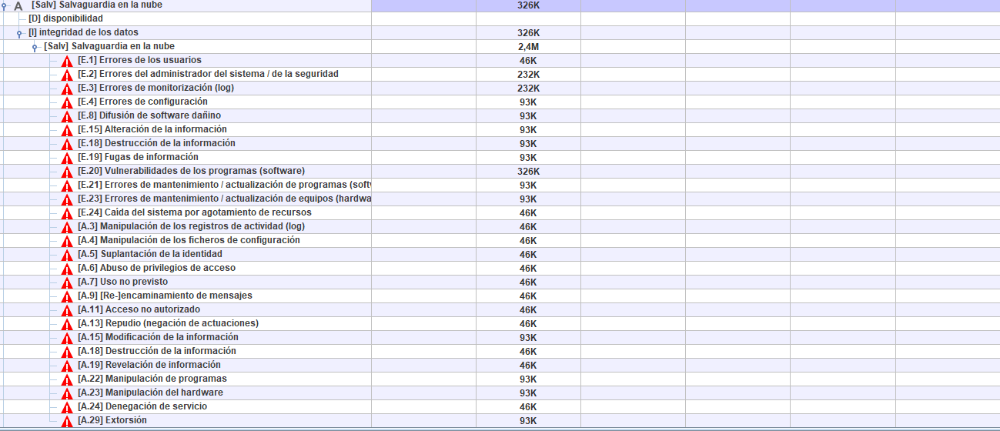 [Salv] Salvaguardia en la nube 326K
[D] disponibilidad
[I] integridad de los datos 326K
[Salv] Salvaguardia en la nube 2,4M
[E.1] Errores de los usuarios 46K
[E.2] Errores del administrador del sistema / de la seguridad 232K
[E.3] Errores de monitorización (log) 232K
[E.4] Errores de configuración 93K
[E.8] Difusión de software dañino 93K
[E.15] Alteración de la información 93K
[E.18] Destrucción de la información 93K
[E.19] Fugas de información 93K
[E.20] Vulnerabilidades de los programas (software) 326K
[E.21] Errores de mantenimiento / actualización de programas (soft 93K
[E.23] Errores de mantenimiento / actualización de equipos (hardwa 93K
[E.24] Caída del sistema por agotamiento de recursos 46K
[A.3] Manipulación de los registros de actividad (log) 46K
[A.4] Manipulación de los ficheros de configuración 46K
[A.5] Suplantación de la identidad 46K
[A.6] Abuso de privilegios de acceso 46K
[A.7] Uso no previsto 46K
[A.9] [Re-]encaminamiento de mensajes 46K
[A.11] Acceso no autorizado 46K
[A.13] Repudio (negación de actuaciones) 46K
[A.15] Modificación de la información 93K
[A.18] Destrucción de la información 46K
[A.19] Revelación de información 46K
[A.22] Manipulación de programas 93K
[A.23] Manipulación del hardware 93K
[A.24] Denegación de servicio 46K
[A.29] Extorsión 93K